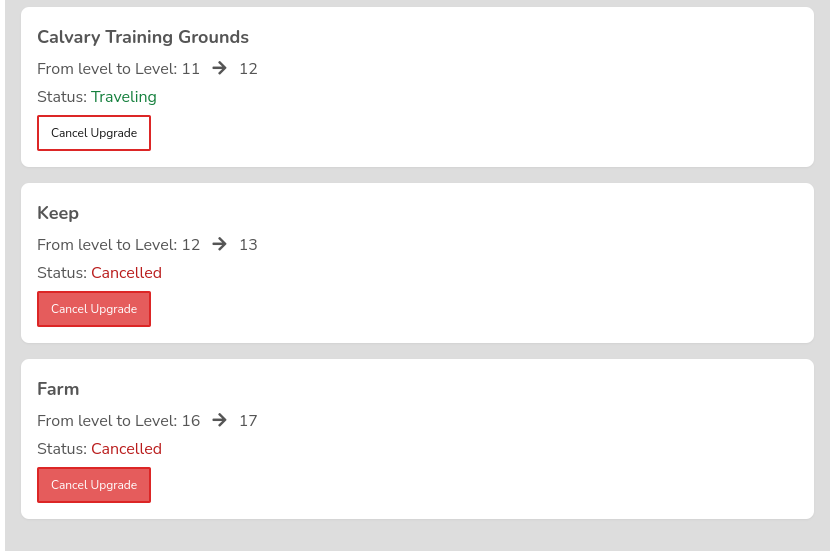 Calvary Training Grounds
From level to Level: 11 → 12
Status: Traveling
Cancel Upgrade
Keep
From level to Level: 12 → 13
Status: Cancelled
Cancel Upgrade
Farm
From level to Level: 16 → 17
Status: Cancelled
Cancel Upgrade